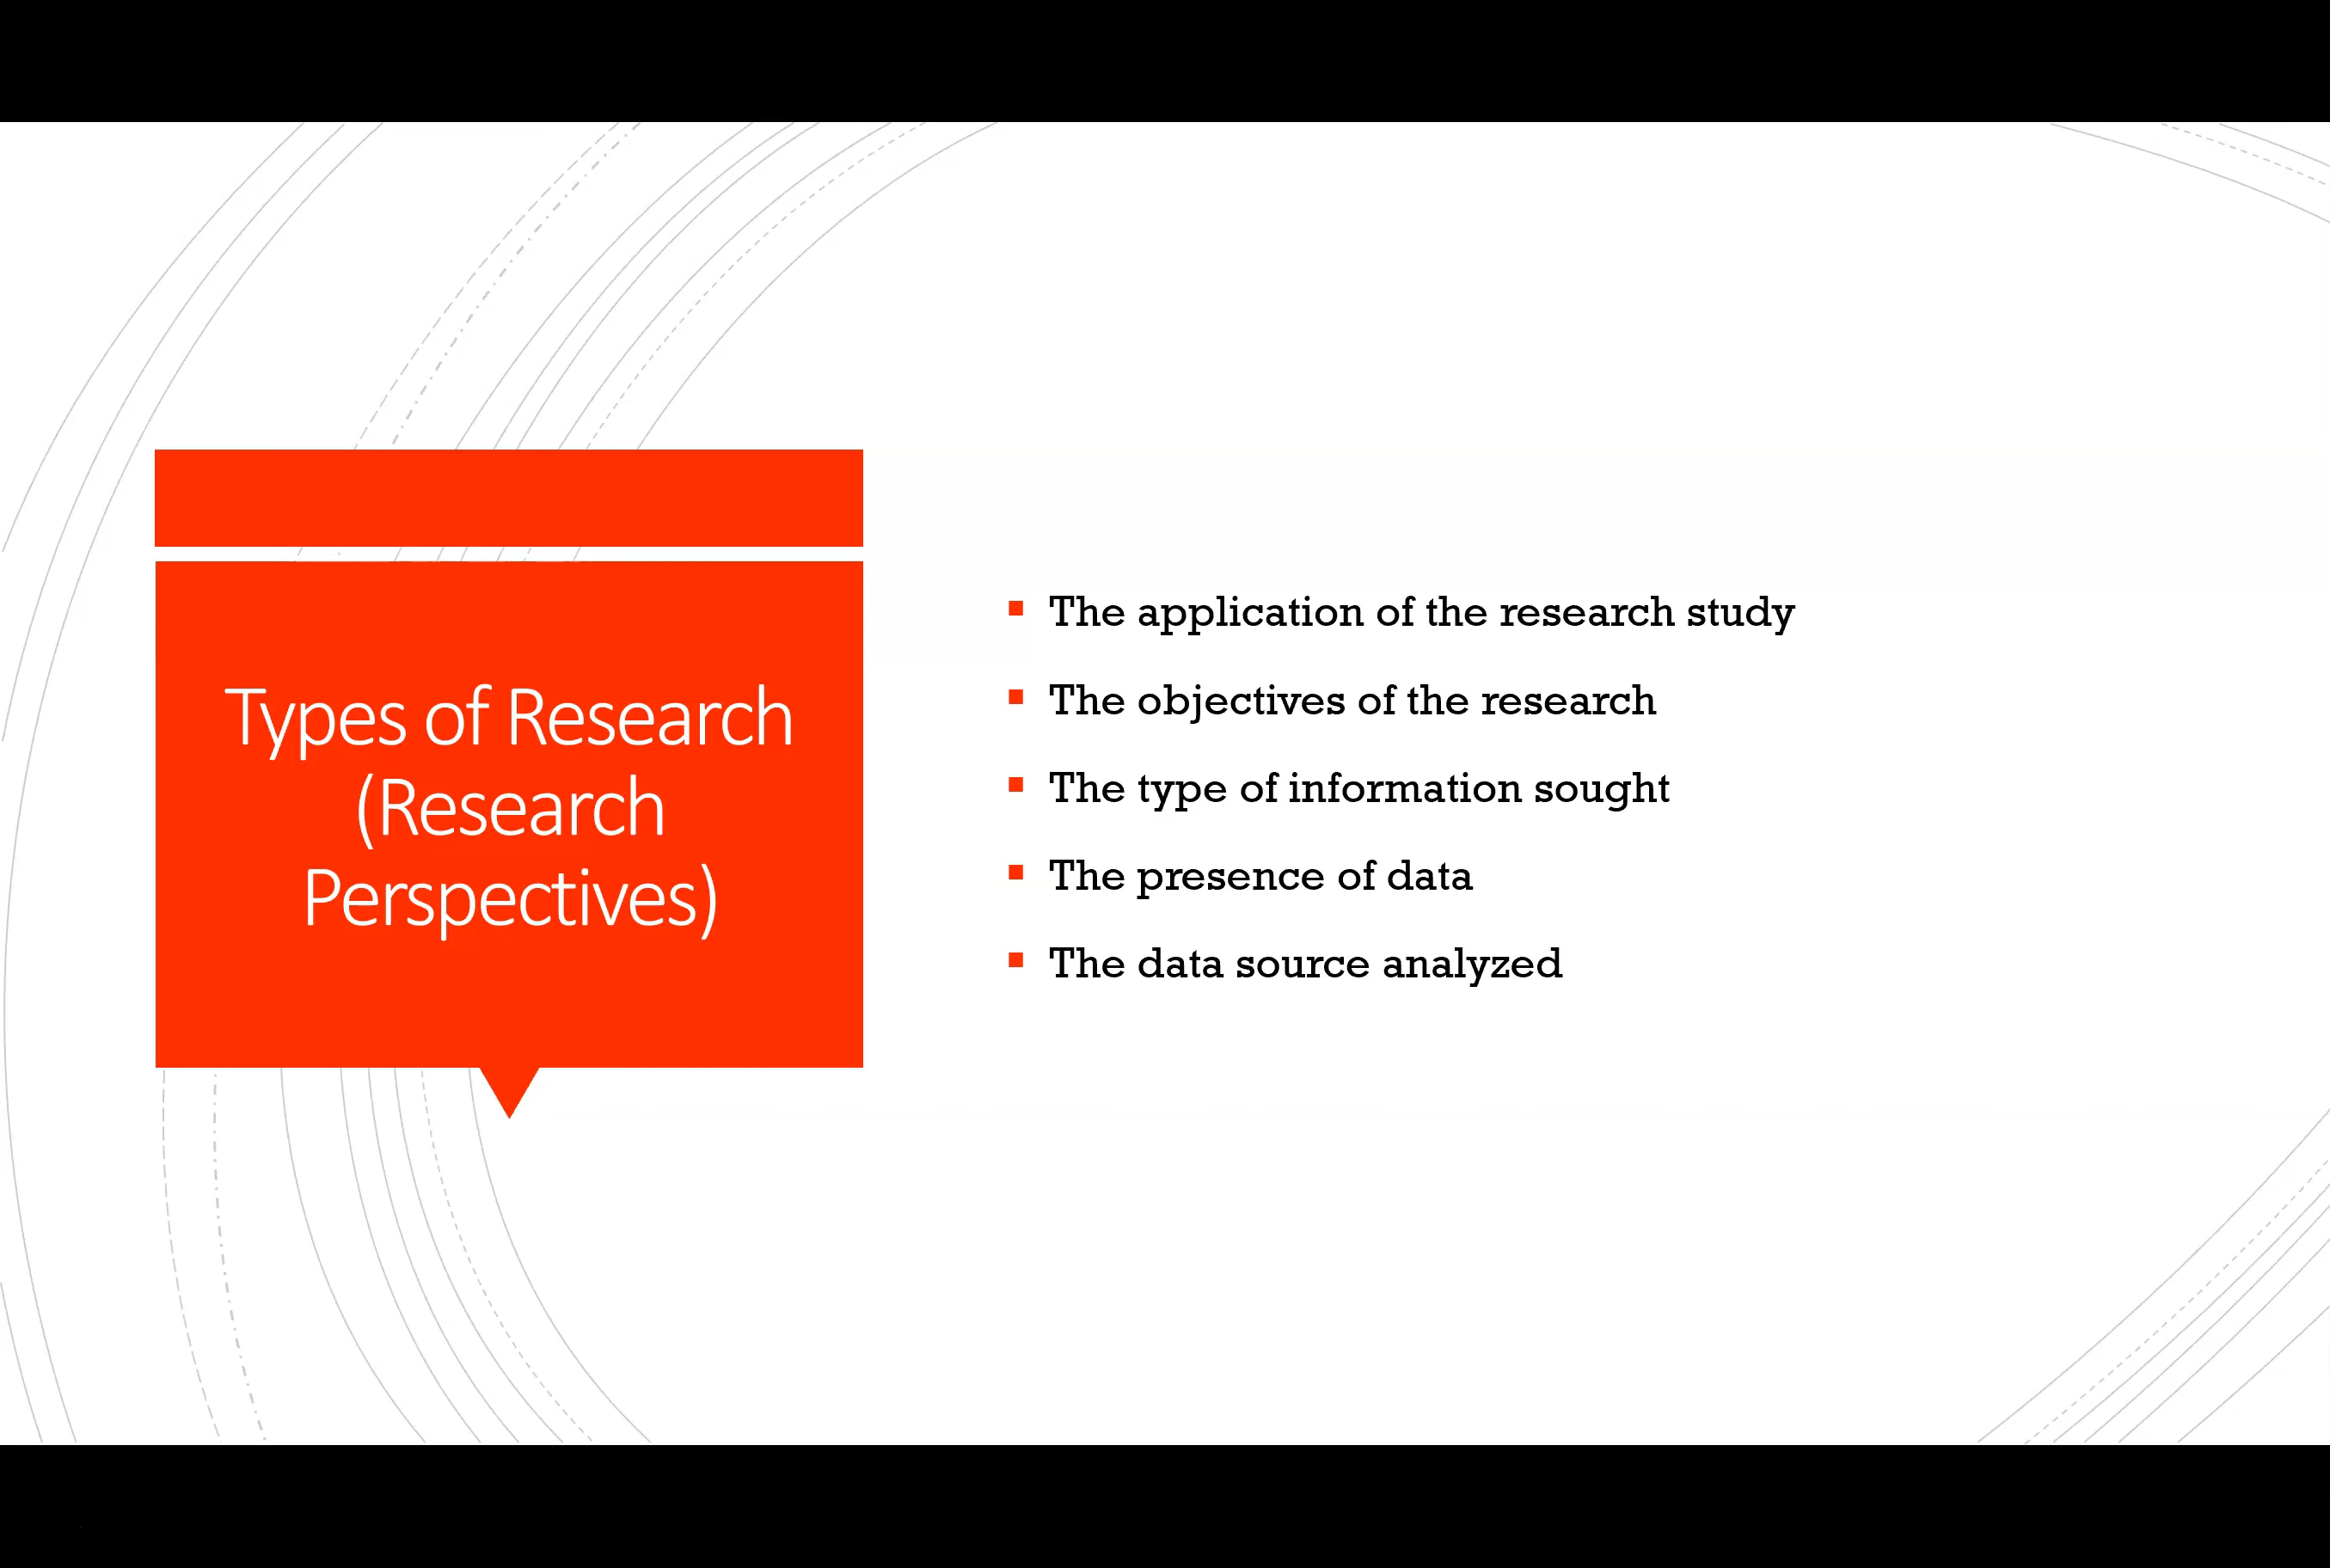 Types of Research
(Research
Perspectives)
The application of the research study
The objectives of the research
The type of information sought
The presence of data
The data source analyzed